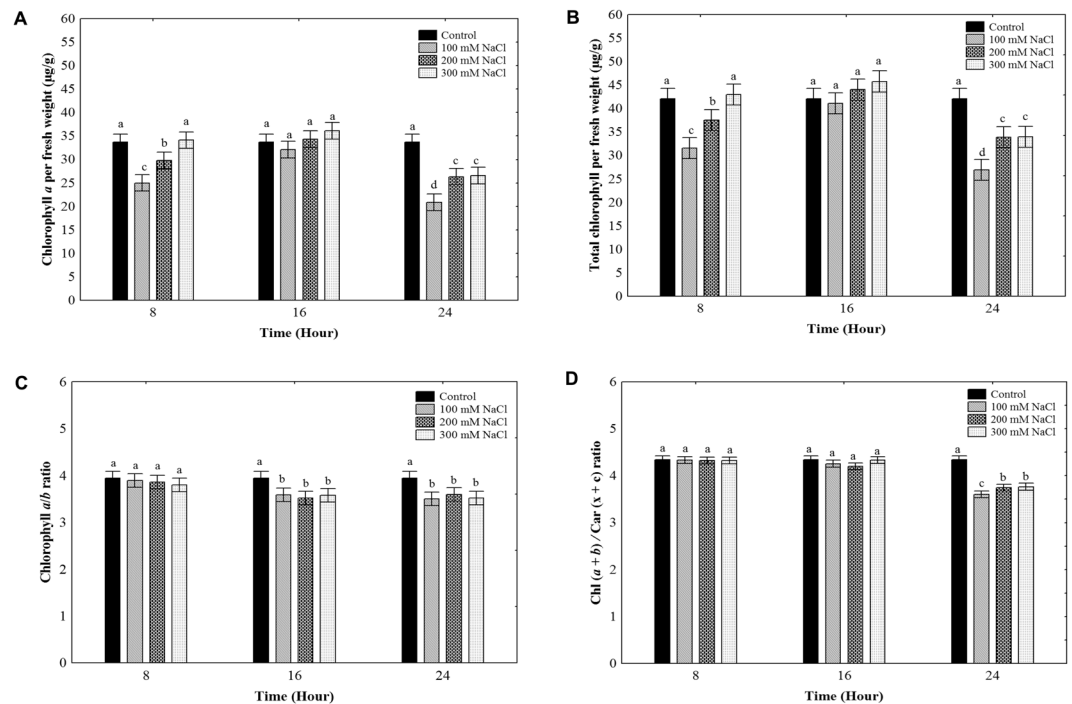 A
Chlorophyll a per fresh weight (µg/g)
60
55
50
45
40
35
30
25
20
15
10
5
0
Control
100 mM NaCl
200 mM NaCl
300 mM NaCl
a c b a
a a a a
a d c c
8 16 24
Time (Hour)
B
Total chlorophyll per fresh weight (µg/g)
60
55
50
45
40
35
30
25
20
15
10
5
0
Control
100 mM NaCl
200 mM NaCl
300 mM NaCl
a c b a
a a a a
a d c c
8 16 24
Time (Hour)
C
Chlorophyll a/b ratio
6
5
4
3
2
1
0
Control
100 mM NaCl
200 mM NaCl
300 mM NaCl
a a a a
a b b b
a b b b
8 16 24
Time (Hour)
D
Chl (a + b) / Car (x + c) ratio
6
5
4
3
2
1
0
Control
100 mM NaCl
200 mM NaCl
300 mM NaCl
a a a a
a a a a
a c b b
8 16 24
Time (Hour)